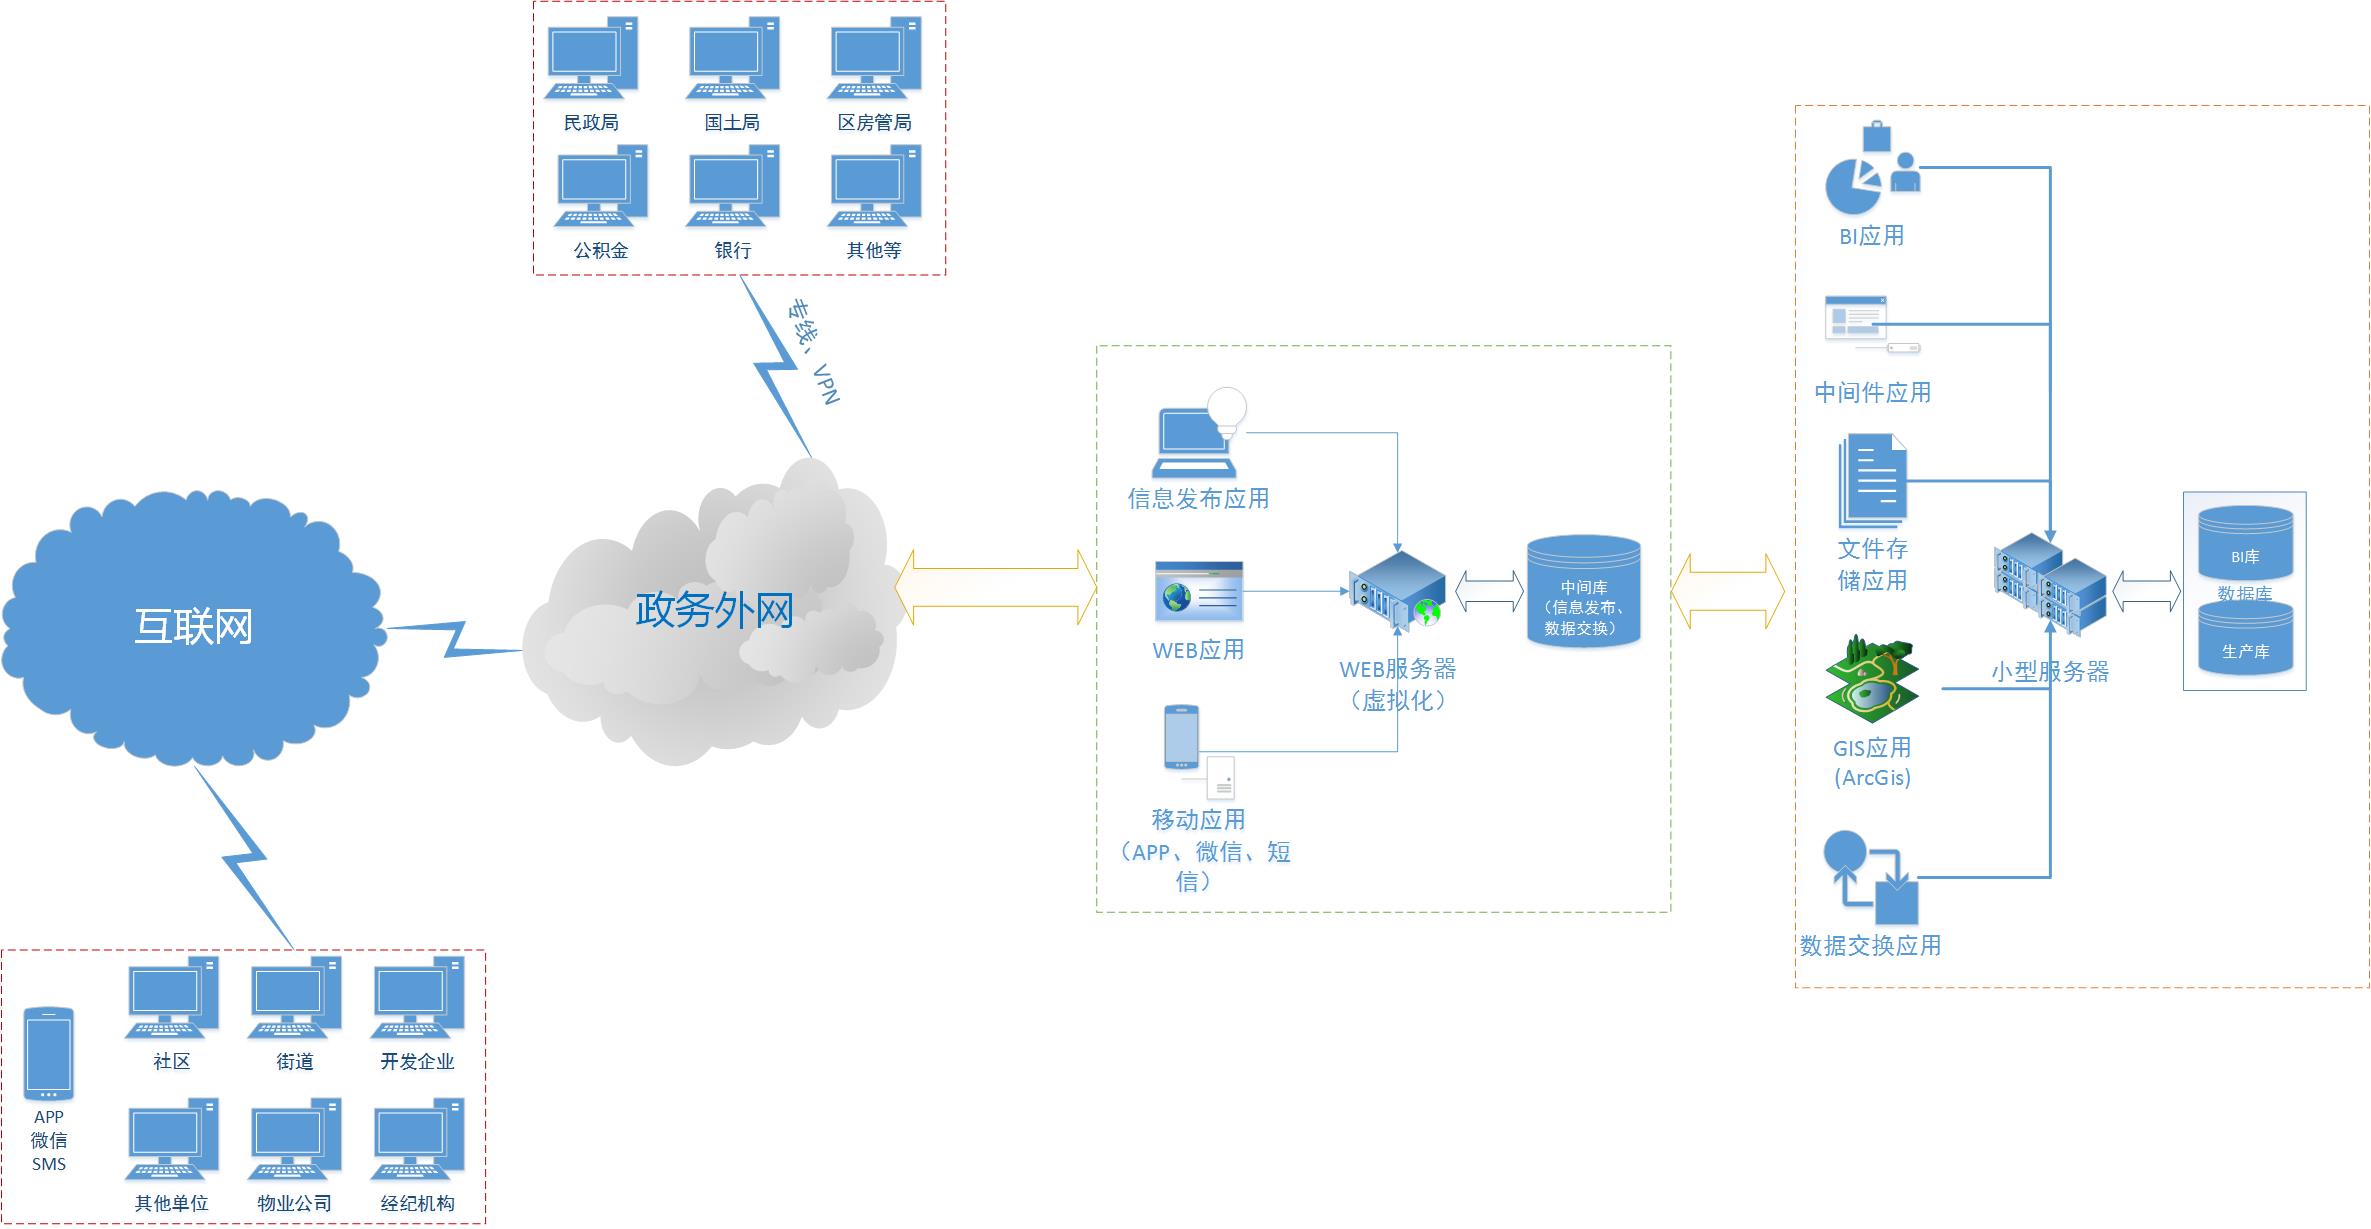 民政局
国土局
区房管局
公积金
银行
其他等
专线、VPN
互联网
政务外网
APP
微信
SMS
社区
街道
开发企业
其他单位
物业公司
经纪机构
信息发布应用
WEB应用
移动应用
（APP、微信、短
信）
WEB服务器
（虚拟化）
中间库
（信息发布、
数据交换）
BI应用
中间件应用
文件存
储应用
GIS应用
(ArcGis)
数据交换应用
小型服务器
BI库
数据库
生产库